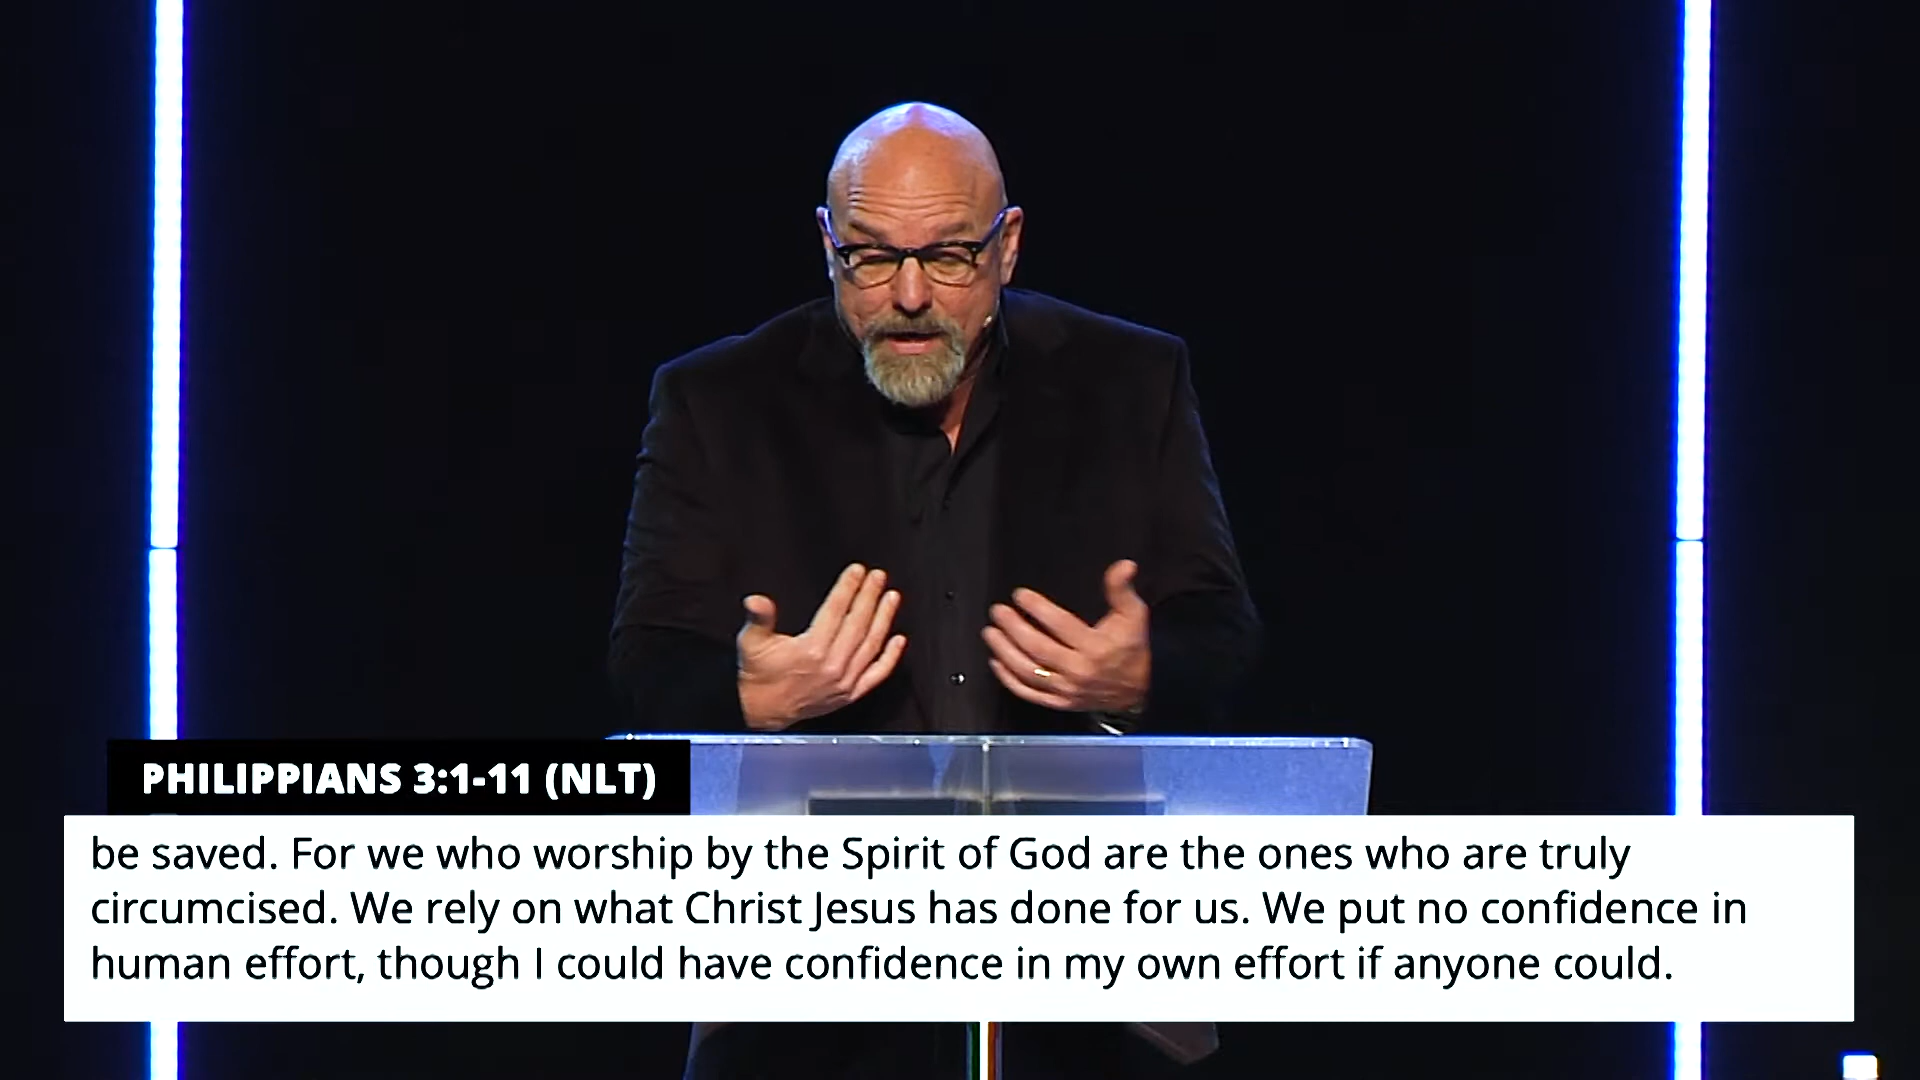 PHILIPPIANS 3:1-11 (NLT)
be saved. For we who worship by the Spirit of God are the ones who are truly
circumcised. We rely on what Christ Jesus has done for us. We put no confidence in
human effort, though I could have confidence in my own effort if anyone could.